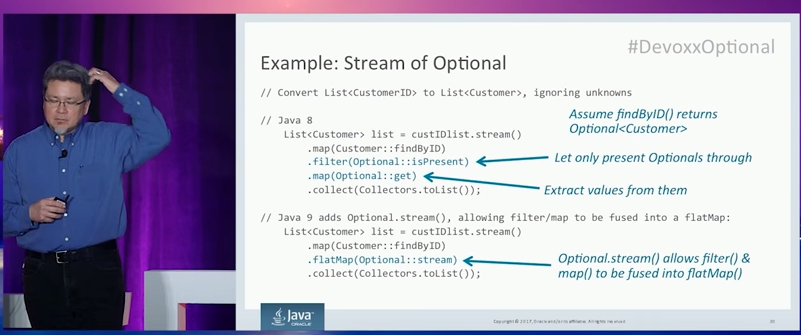 #DevoxxOptional
Example: Stream of Optional
// Convert List<CustomerID> to List<Customer>, ignoring unknowns
Assume findByID() returns
Optional<Customer>
// Java 8
List<Customer> list = custIDlist.stream()
.map(Customer::findByID)
.filter(Optional::isPresent)
Let only present Optionals through
.map(Optional::get)
Extract values from them
.collect(Collectors.toList());
// Java 9 adds Optional.stream(), allowing filter/map to be fused into a flatMap:
List<Customer> list = custIDlist.stream()
.map(Customer::findByID)
.flatMap(Optional::stream)
Optional.stream() allows filter() &
map() to be fused into flatMap()
.collect(Collectors.toList());
Java
ORACLE
Copyright © 2017, Oracle and/or its affiliates. All rights reserved.